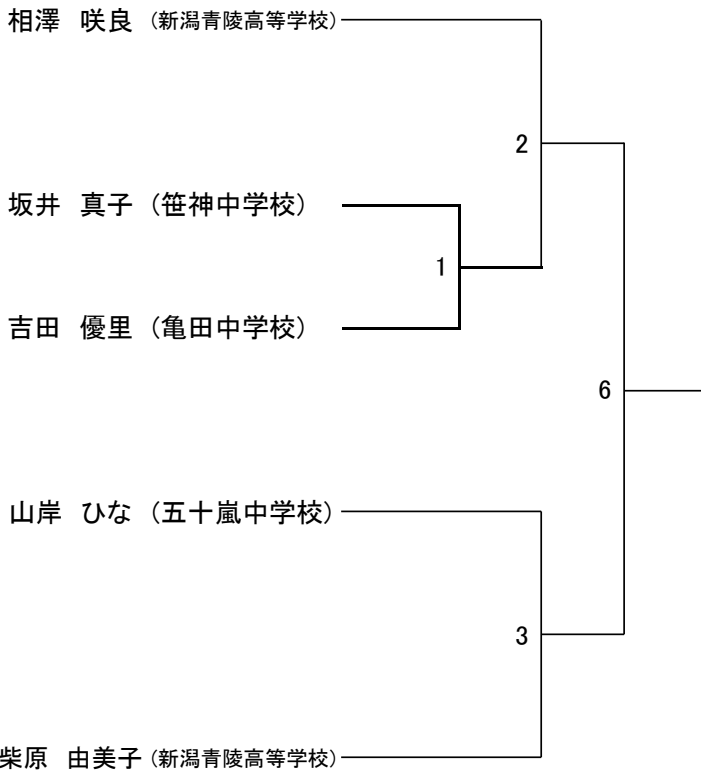 相澤　咲良（新潟青陵高等学校）
2
坂井　真子（笹神中学校）
1
吉田　優里（亀田中学校）
6
山岸　ひな（五十嵐中学校）
3
柴原　由美子（新潟青陵高等学校）